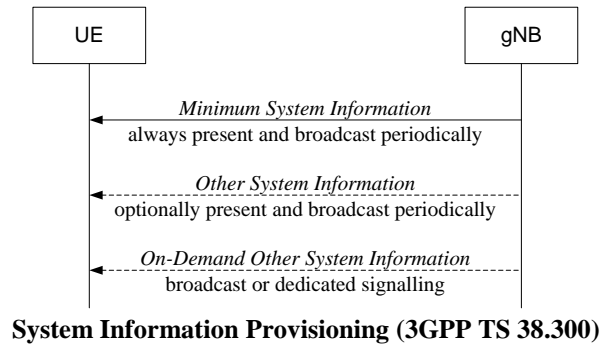 UE
gNB
Minimum System Information
always present and broadcast periodically
Other System Information
optionally present and broadcast periodically
On-Demand Other System Information
broadcast or dedicated signalling
System Information Provisioning (3GPP TS 38.300)